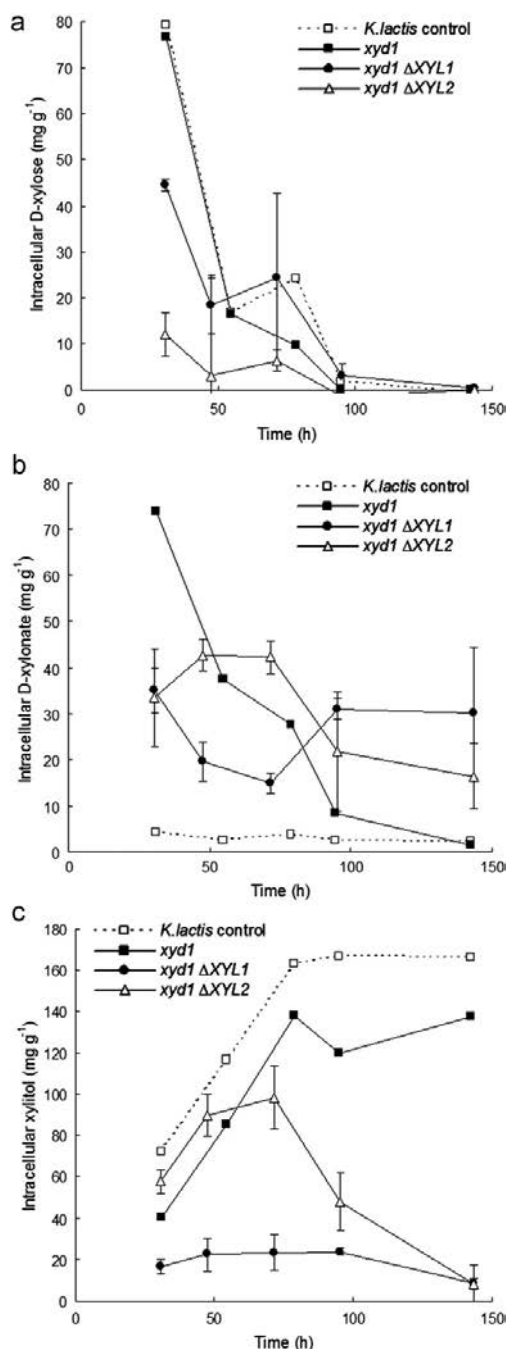 a
K.lactis control
xyd1
xyd1 ΔXYL1
xyd1 ΔXYL2
Intracellular D-xylose (mg g⁻¹)
80
70
60
50
40
30
20
10
0
0 50 100 150
Time (h)
b
K.lactis control
xyd1
xyd1 ΔXYL1
xyd1 ΔXYL2
Intracellular D-xylonate (mg g⁻¹)
80
70
60
50
40
30
20
10
0
0 50 100 150
Time (h)
c
K.lactis control
xyd1
xyd1 ΔXYL1
xyd1 ΔXYL2
Intracellular xylitol (mg g⁻¹)
180
160
140
120
100
80
60
40
20
0
0 50 100 150
Time (h)